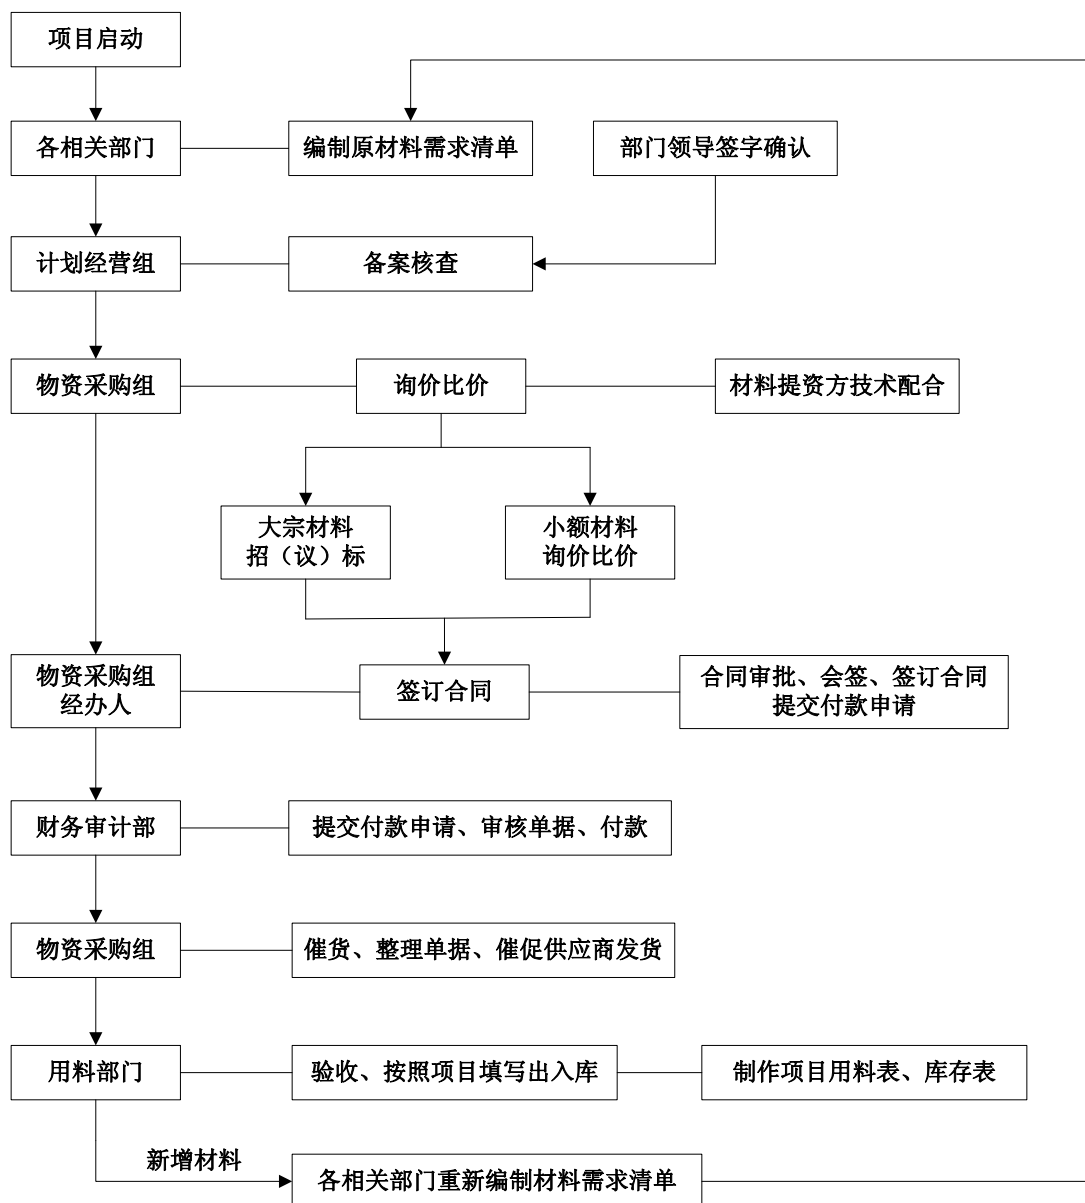 项目启动
各相关部门
编制原材料需求清单
部门领导签字确认
计划经营组
备案核查
物资采购组
询价比价
材料提资方技术配合
大宗材料
招（议）标
小额材料
询价比价
物资采购组
经办人
签订合同
合同审批、会签、签订合同
提交付款申请
财务审计部
提交付款申请、审核单据、付款
物资采购组
催货、整理单据、催促供应商发货
用料部门
验收、按照项目填写出入库
制作项目用料表、库存表
新增材料
各相关部门重新编制材料需求清单